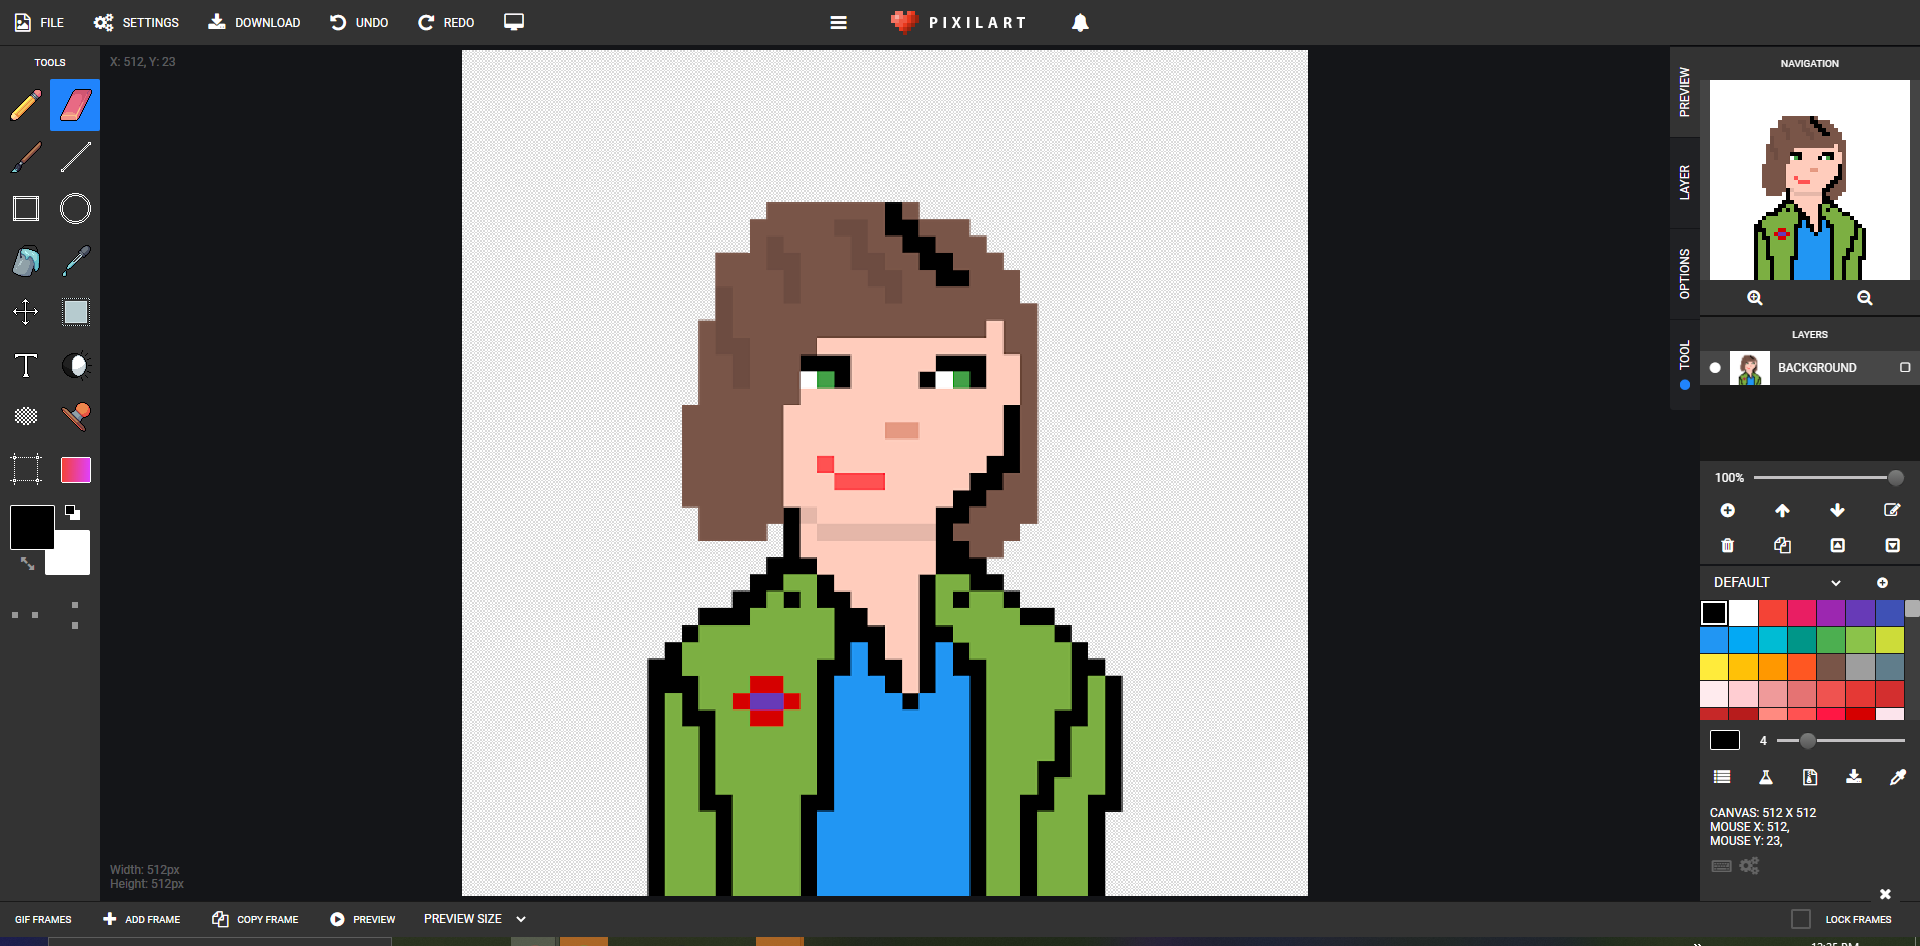 FILE
SETTINGS
DOWNLOAD
UNDO
REDO
PIXILART
TOOLS
X: 512, Y: 23
NAVIGATION
PREVIEW
LAYER
OPTIONS
TOOL
LAYERS
BACKGROUND
100%
DEFAULT
4
CANVAS: 512 X 512
MOUSE X: 512,
MOUSE Y: 23,
Width: 512px
Height: 512px
GIF FRAMES
ADD FRAME
COPY FRAME
PREVIEW
PREVIEW SIZE
LOCK FRAMES